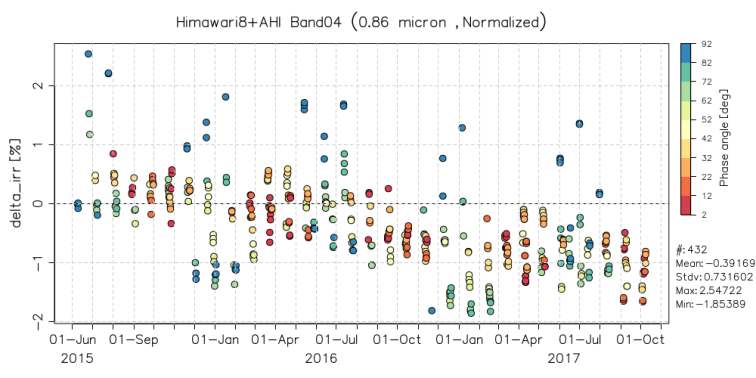 Himawari8+AHI Band04 (0.86 micron ,Normalized)
delta_irr [%]
2
1
0
−1
−2
01−Jun 01−Sep 01−Jan 01−Apr 01−Jul 01−Oct 01−Jan 01−Apr 01−Jul 01−Oct
2015 2016 2017
92
82
72
62
52
42
32
22
12
2
Phase angle [deg]
#: 432
Mean: −0.39169
Stdv: 0.731602
Max: 2.54722
Min: −1.85389